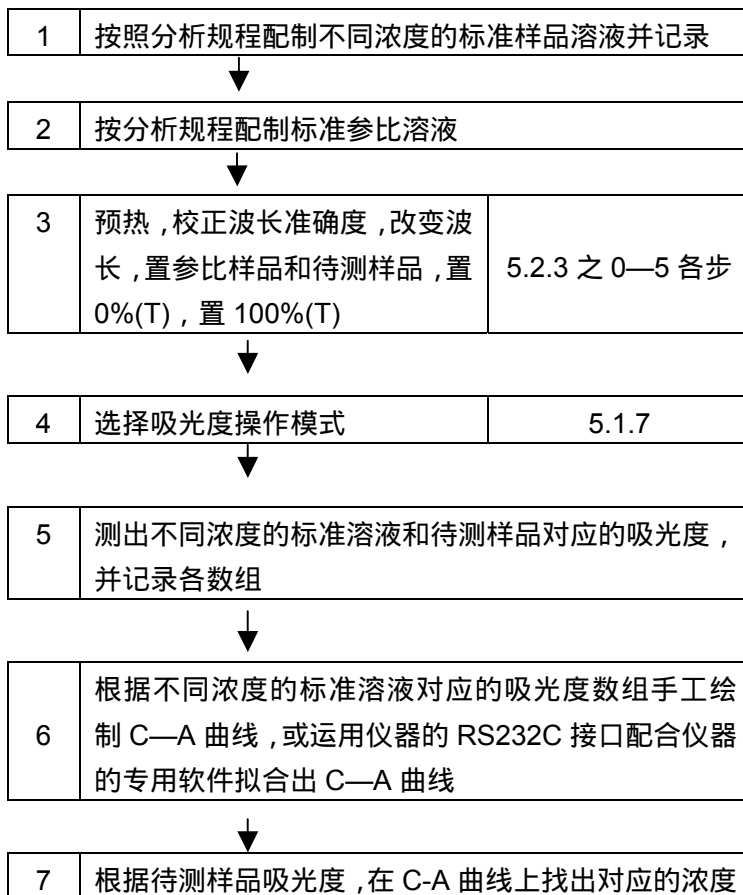 1 按照分析规程配制不同浓度的标准样品溶液并记录
2 按分析规程配制标准参比溶液
3 预热，校正波长准确度，改变波
长，置参比样品和待测样品，置
0%(T)，置 100%(T)
5.2.3 之 0—5 各步
4 选择吸光度操作模式 5.1.7
5 测出不同浓度的标准溶液和待测样品对应的吸光度，
并记录各数组
根据不同浓度的标准溶液对应的吸光度数组手工绘
6 制 C—A 曲线，或运用仪器的 RS232C 接口配合仪器
的专用软件拟合出 C—A 曲线
7 根据待测样品吸光度，在 C-A 曲线上找出对应的浓度